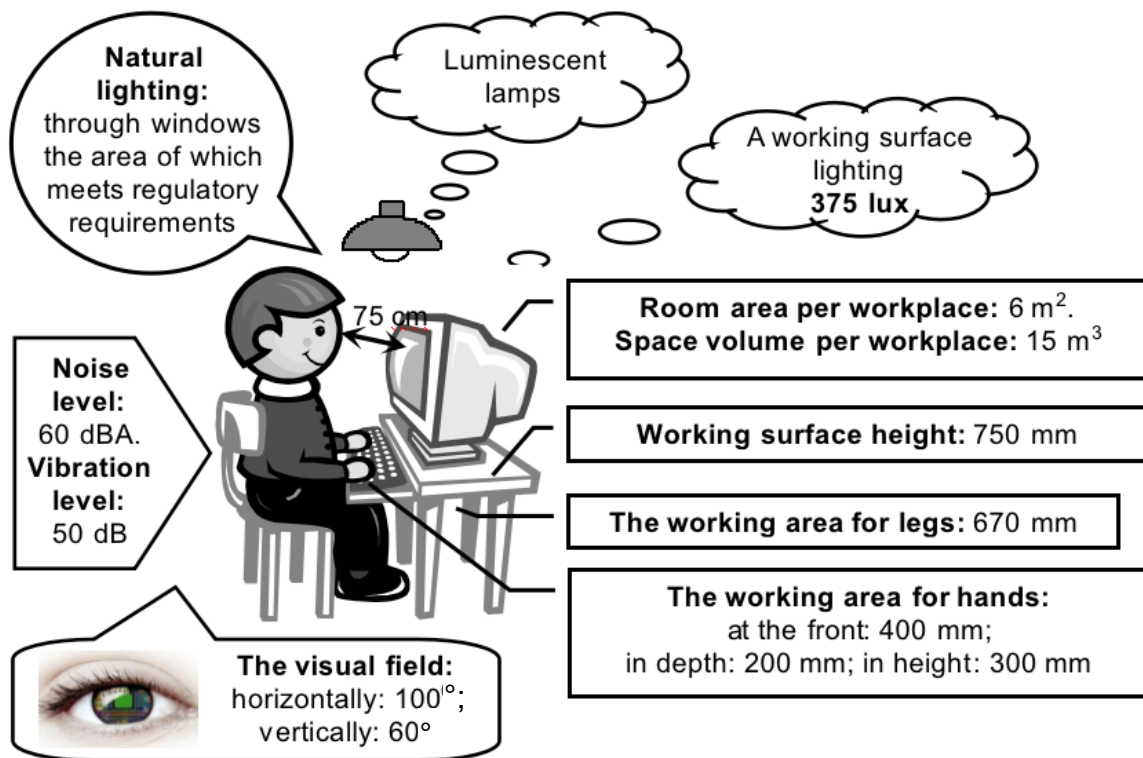 Natural
lighting:
through windows
the area of which
meets regulatory
requirements
Luminescent
lamps
A working surface
lighting
375 lux
75 cm
Room area per workplace: 6 m².
Space volume per workplace: 15 m³
Noise
level:
60 dBA.
Vibration
level:
50 dB
Working surface height: 750 mm
The working area for legs: 670 mm
The working area for hands:
at the front: 400 mm;
in depth: 200 mm; in height: 300 mm
The visual field:
horizontally: 100°;
vertically: 60°